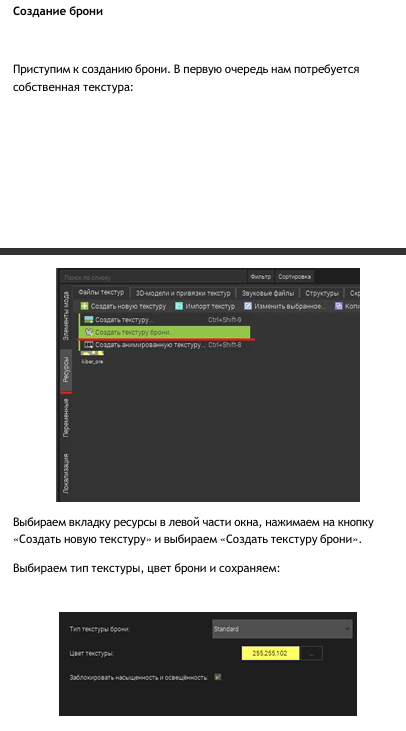 Создание брони
Приступим к созданию брони. В первую очередь нам потребуется
собственная текстура:
Поиск по списку
Фильтр Сортировка
Файлы текстур 3D-модели и привязки текстур Звуковые файлы Структуры Скр
Создать новую текстуру Импорт текстур Изменить выбранное... Копи
Создать текстуру... Ctrl+Shift-9
Создать текстуру брони...
Создать анимированную текстуру... Ctrl+Shift-8
kiber_ore
Элементы мода
Ресурсы
Переменные
Локализация
Выбираем вкладку ресурсы в левой части окна, нажимаем на кнопку
«Создать новую текстуру» и выбираем «Создать текстуру брони».
Выбираем тип текстуры, цвет брони и сохраняем:
Тип текстуры брони: Standard
Цвет текстуры: 255,255,102 ...
Заблокировать насыщенность и освещённость: